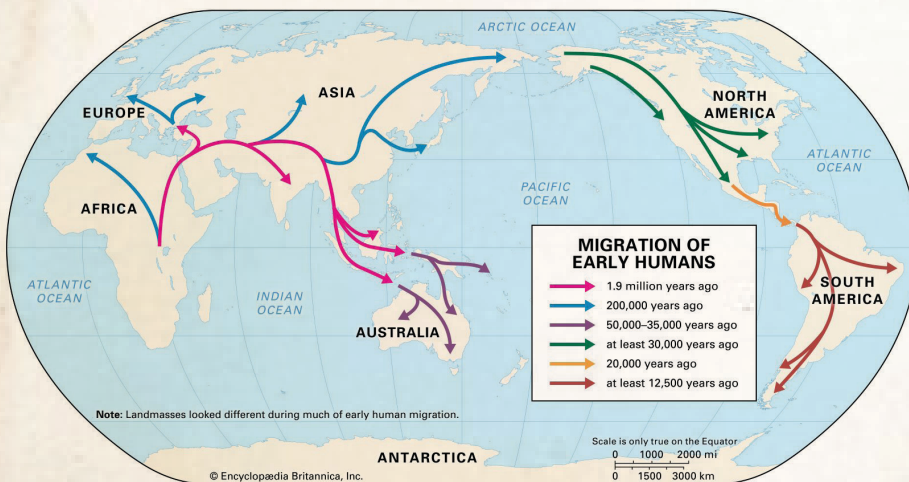 ARCTIC OCEAN
ASIA
EUROPE
NORTH
AMERICA
ATLANTIC
OCEAN
PACIFIC
OCEAN
AFRICA
ATLANTIC
OCEAN
INDIAN
OCEAN
AUSTRALIA
SOUTH
AMERICA
MIGRATION OF
EARLY HUMANS
1.9 million years ago
200,000 years ago
50,000–35,000 years ago
at least 30,000 years ago
20,000 years ago
at least 12,500 years ago
Note: Landmasses looked different during much of early human migration.
ANTARCTICA
Scale is only true on the Equator
0 1000 2000 mi
0 1500 3000 km
© Encyclopædia Britannica, Inc.